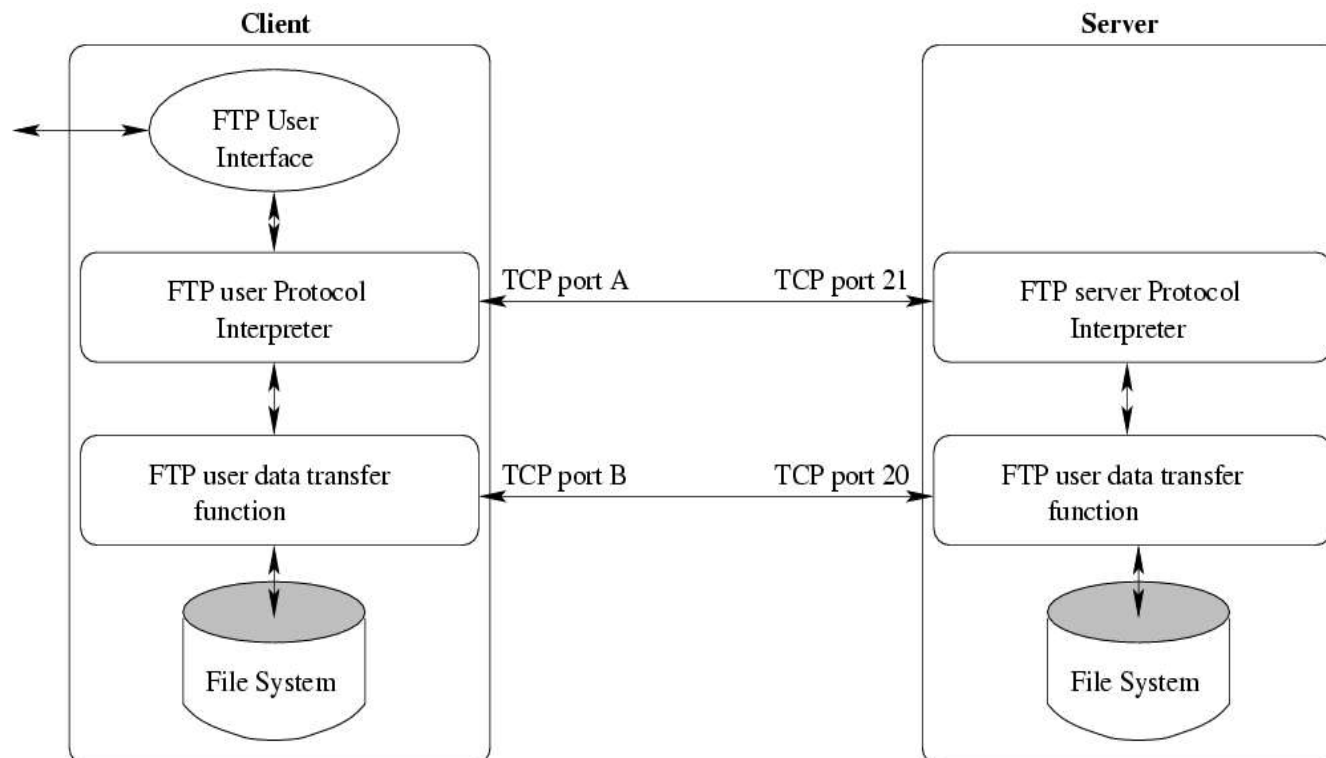 Client
Server
FTP User
Interface
FTP user Protocol
Interpreter
TCP port A
TCP port 21
FTP server Protocol
Interpreter
FTP user data transfer
function
TCP port B
TCP port 20
FTP user data transfer
function
File System
File System